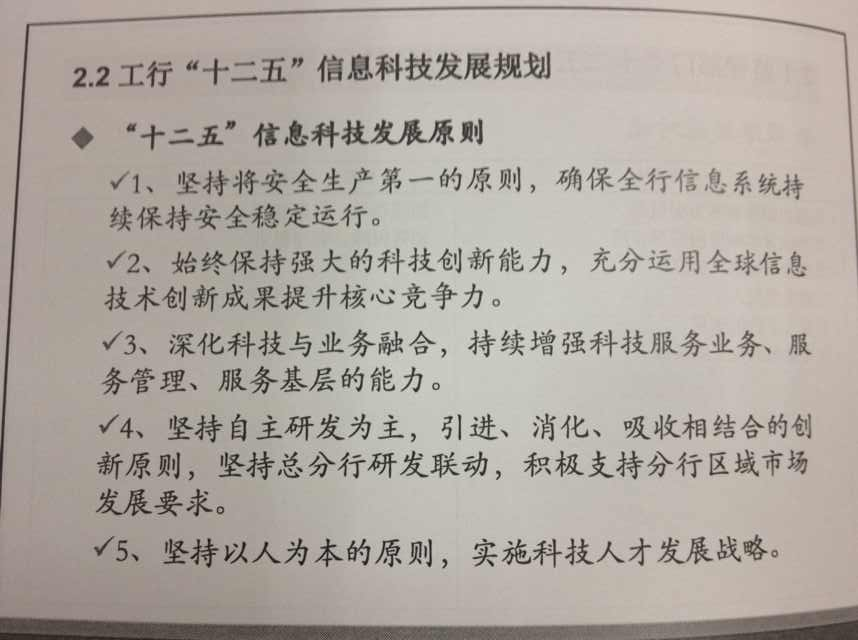 2.2 工行“十二五”信息科技发展规划
◆ “十二五”信息科技发展原则
✓1、坚持将安全生产第一的原则，确保全行信息系统持
续保持安全稳定运行。
✓2、始终保持强大的科技创新能力，充分运用全球信息
技术创新成果提升核心竞争力。
✓3、深化科技与业务融合，持续增强科技服务业务、服
务管理、服务基层的能力。
✓4、坚持自主研发为主，引进、消化、吸收相结合的创
新原则，坚持总分行研发联动，积极支持分行区域市场
发展要求。
✓5、坚持以人为本的原则，实施科技人才发展战略。